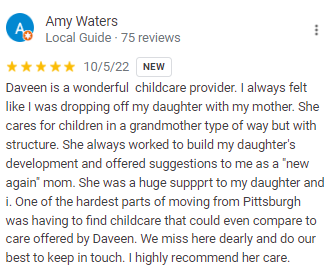 A
Amy Waters
Local Guide · 75 reviews
10/5/22 NEW
Daveen is a wonderful childcare provider. I always felt
like I was dropping off my daughter with my mother. She
cares for children in a grandmother type of way but with
structure. She always worked to build my daughter's
development and offered suggestions to me as a "new
again" mom. She was a huge suppprt to my daughter and
i. One of the hardest parts of moving from Pittsburgh
was having to find childcare that could even compare to
care offered by Daveen. We miss here dearly and do our
best to keep in touch. I highly recommend her care.